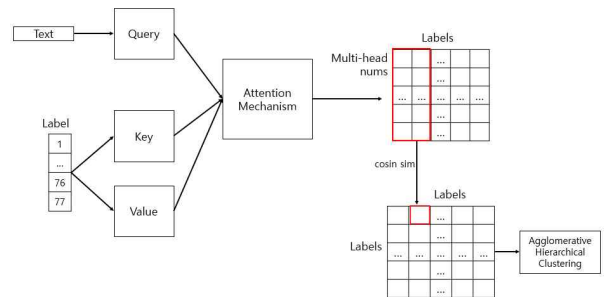 Text
Query
Label
1
...
76
77
Key
Value
Attention
Mechanism
Labels
Multi-head
nums
...
...
... ... ... ... ...
...
...
cosin sim
Labels
Labels
...
...
... ... ... ... ...
...
...
Agglomerative
Hierarchical
Clustering